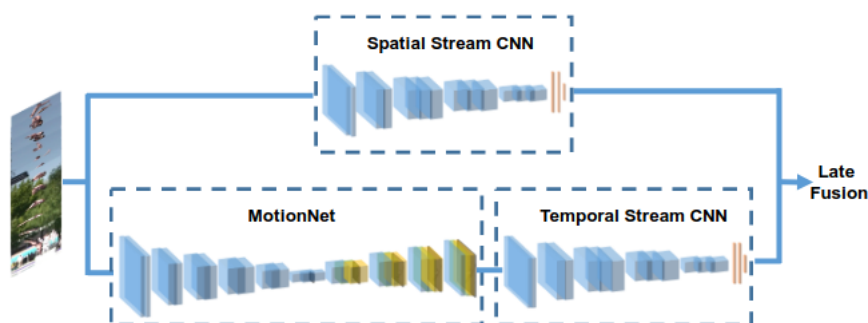 Spatial Stream CNN
MotionNet
Temporal Stream CNN
Late
Fusion